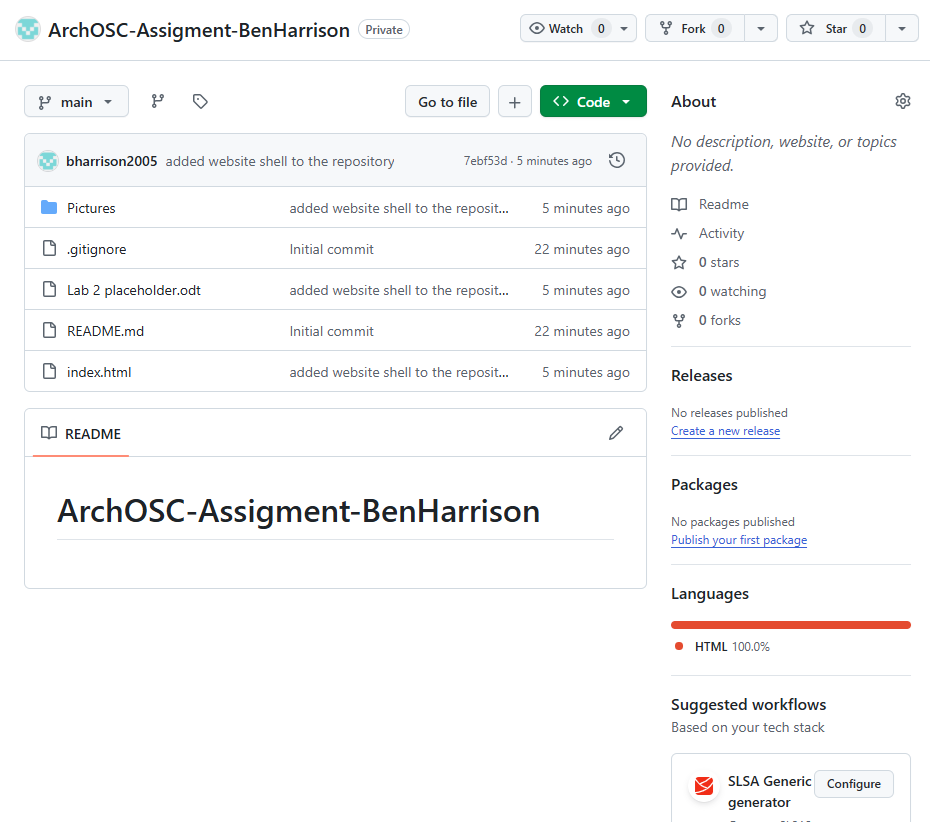 ArchOSC-Assigment-BenHarrison Private
Watch 0 Fork 0 Star 0
main Go to file + Code
bharrison2005 added website shell to the repository 7ebf53d · 5 minutes ago
Pictures added website shell to the reposit... 5 minutes ago
.gitignore Initial commit 22 minutes ago
Lab 2 placeholder.odt added website shell to the reposit... 5 minutes ago
README.md Initial commit 22 minutes ago
index.html added website shell to the reposit... 5 minutes ago
README
ArchOSC-Assigment-BenHarrison
About
No description, website, or topics
provided.
Readme
Activity
0 stars
0 watching
0 forks
Releases
No releases published
Create a new release
Packages
No packages published
Publish your first package
Languages
HTML 100.0%
Suggested workflows
Based on your tech stack
SLSA Generic
generator
Configure